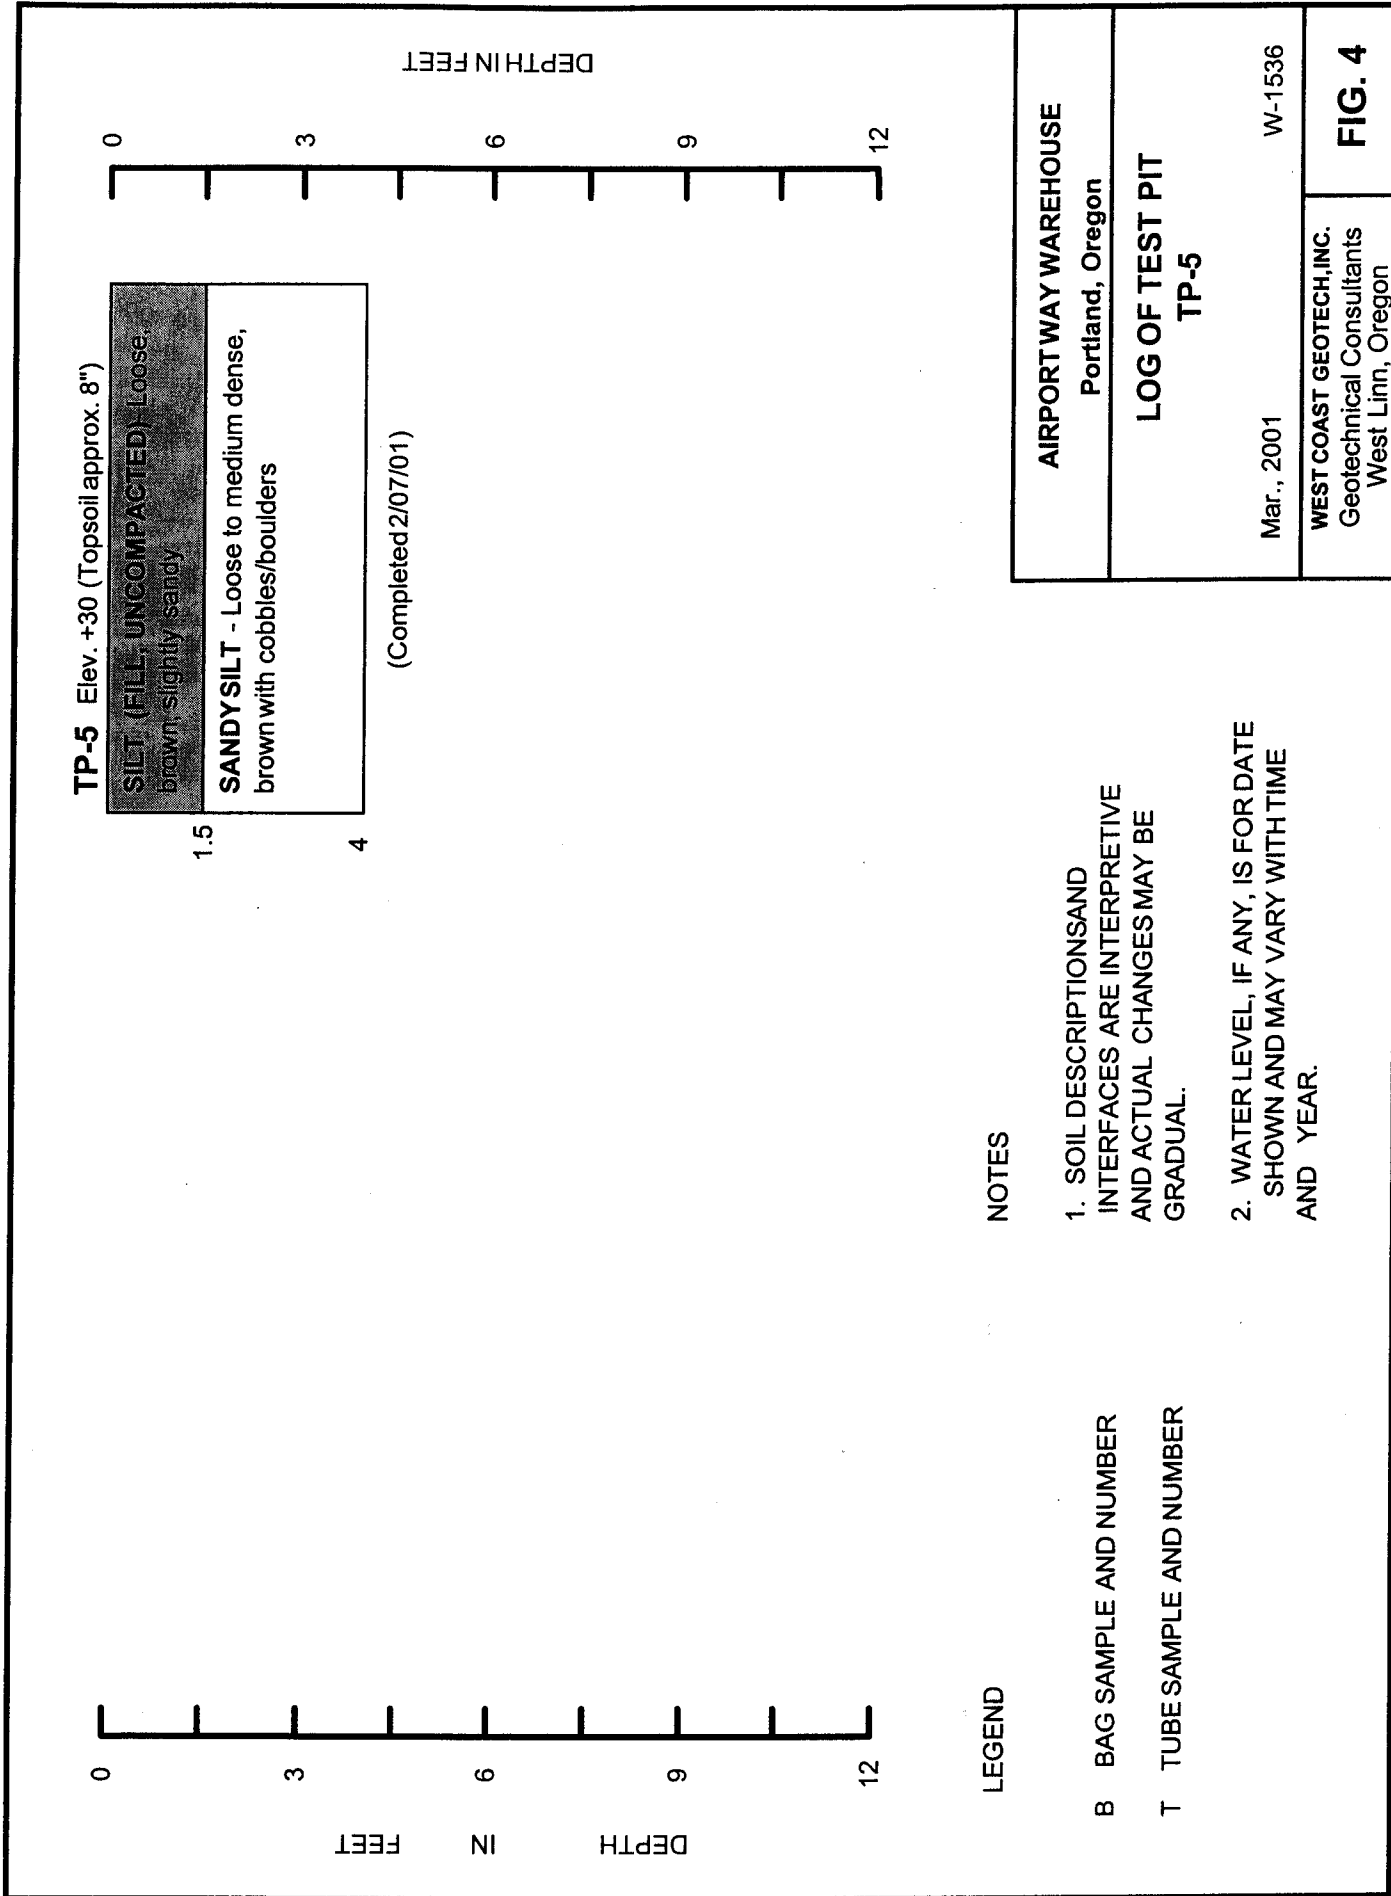 TP-5 Elev. +30 (Topsoil approx. 8")
SILT (FILL, UNCOMPACTED)-Loose,
brown, slightly sandy
1.5
SANDY SILT - Loose to medium dense,
brown with cobbles/boulders
4
(Completed 2/07/01)
0
3
6
9
12
DEPTH IN FEET
0
3
6
9
12
DEPTH IN FEET
LEGEND
B BAG SAMPLE AND NUMBER
T TUBE SAMPLE AND NUMBER
NOTES
1. SOIL DESCRIPTIONS AND
INTERFACES ARE INTERPRETIVE
AND ACTUAL CHANGES MAY BE
GRADUAL.
2. WATER LEVEL, IF ANY, IS FOR DATE
SHOWN AND MAY VARY WITH TIME
AND YEAR.
AIRPORT WAY WAREHOUSE
Portland, Oregon
LOG OF TEST PIT
TP-5
Mar., 2001 W-1536
WEST COAST GEOTECH, INC.
Geotechnical Consultants
West Linn, Oregon
FIG. 4